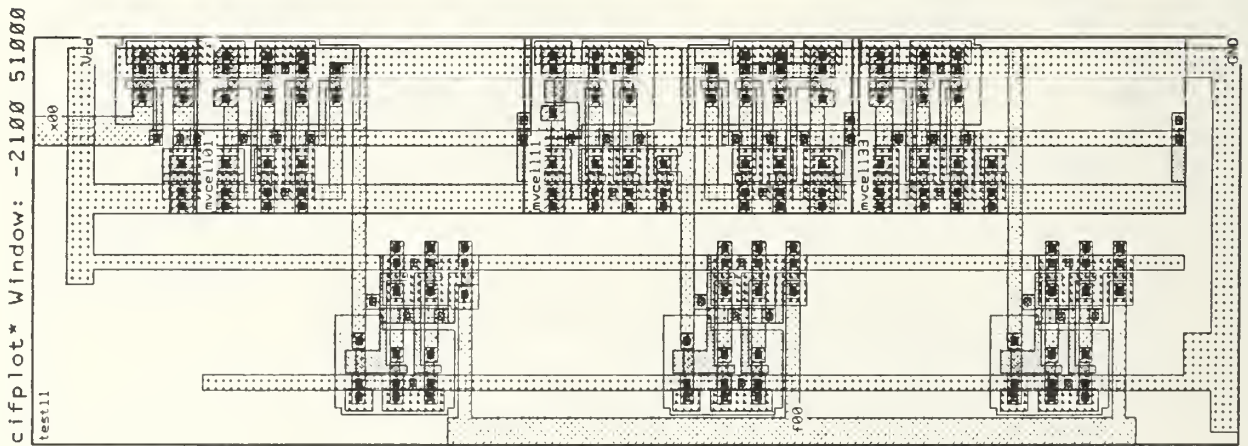 cifplot* Window: -2100 51000
test11
Vdd
x00
mvcell01
mvcell11
mvcell33
GND
f00